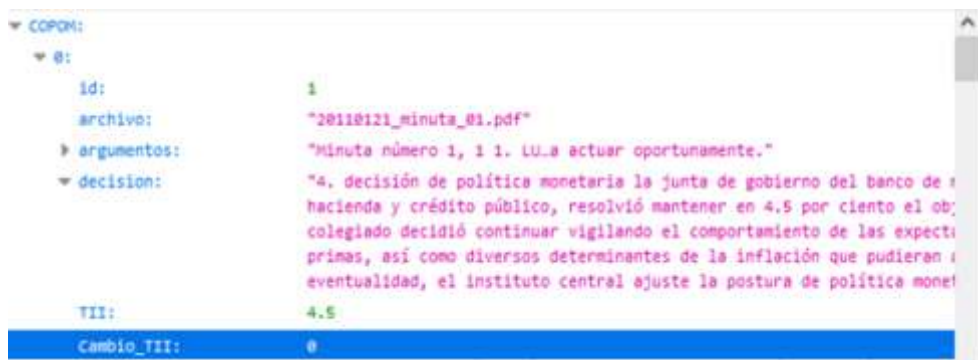 COPOM:
0:
id: 1
archivo: "20110121_minuta_01.pdf"
argumentos: "Minuta número 1, 1 1. LU…a actuar oportunamente."
decision: "4. decisión de política monetaria la junta de gobierno del banco de
hacienda y crédito público, resolvió mantener en 4.5 por ciento el
colegiado decidió continuar vigilando el comportamiento de las
primas, así como diversos determinantes de la inflación que pudieran
eventualidad, el instituto central ajuste la postura de política
TII: 4.5
Cambio_TII: 0